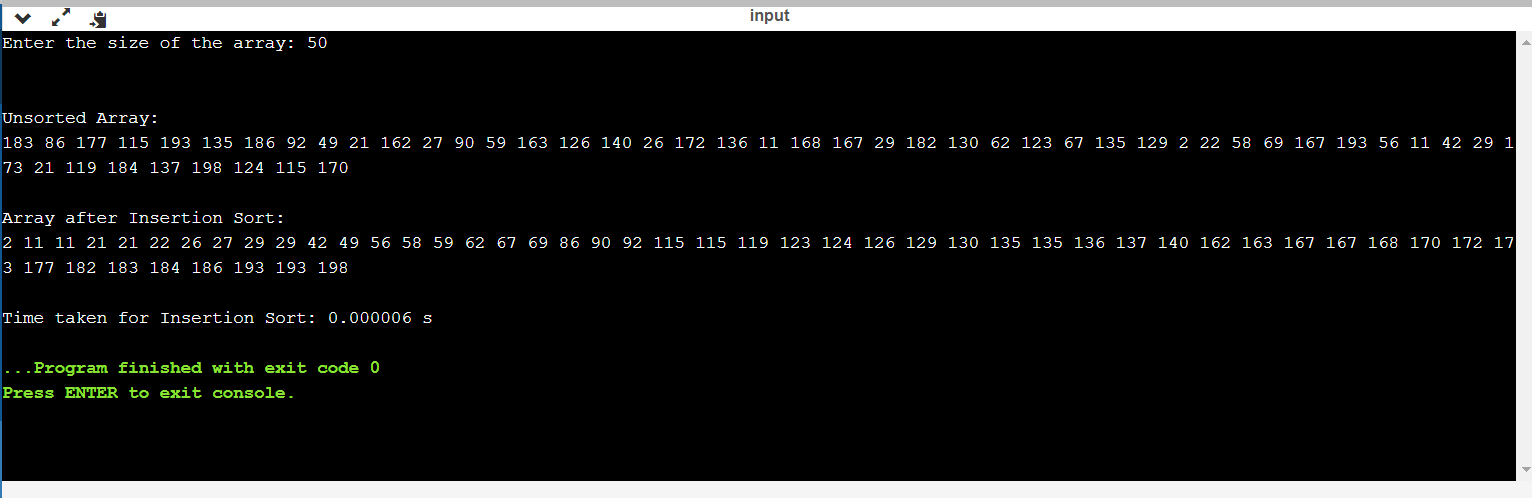 input
Enter the size of the array: 50
Unsorted Array:
183 86 177 115 193 135 186 92 49 21 162 27 90 59 163 126 140 26 172 136 11 168 167 29 182 130 62 123 67 135 129 2 22 58 69 167 193 56 11 42 29 1
73 21 119 184 137 198 124 115 170
Array after Insertion Sort:
2 11 11 21 21 22 26 27 29 29 42 49 56 58 59 62 67 69 86 90 92 115 115 119 123 124 126 129 130 135 135 136 137 140 162 163 167 167 168 170 172 17
3 177 182 183 184 186 193 193 198
Time taken for Insertion Sort: 0.000006 s
...Program finished with exit code 0
Press ENTER to exit console.